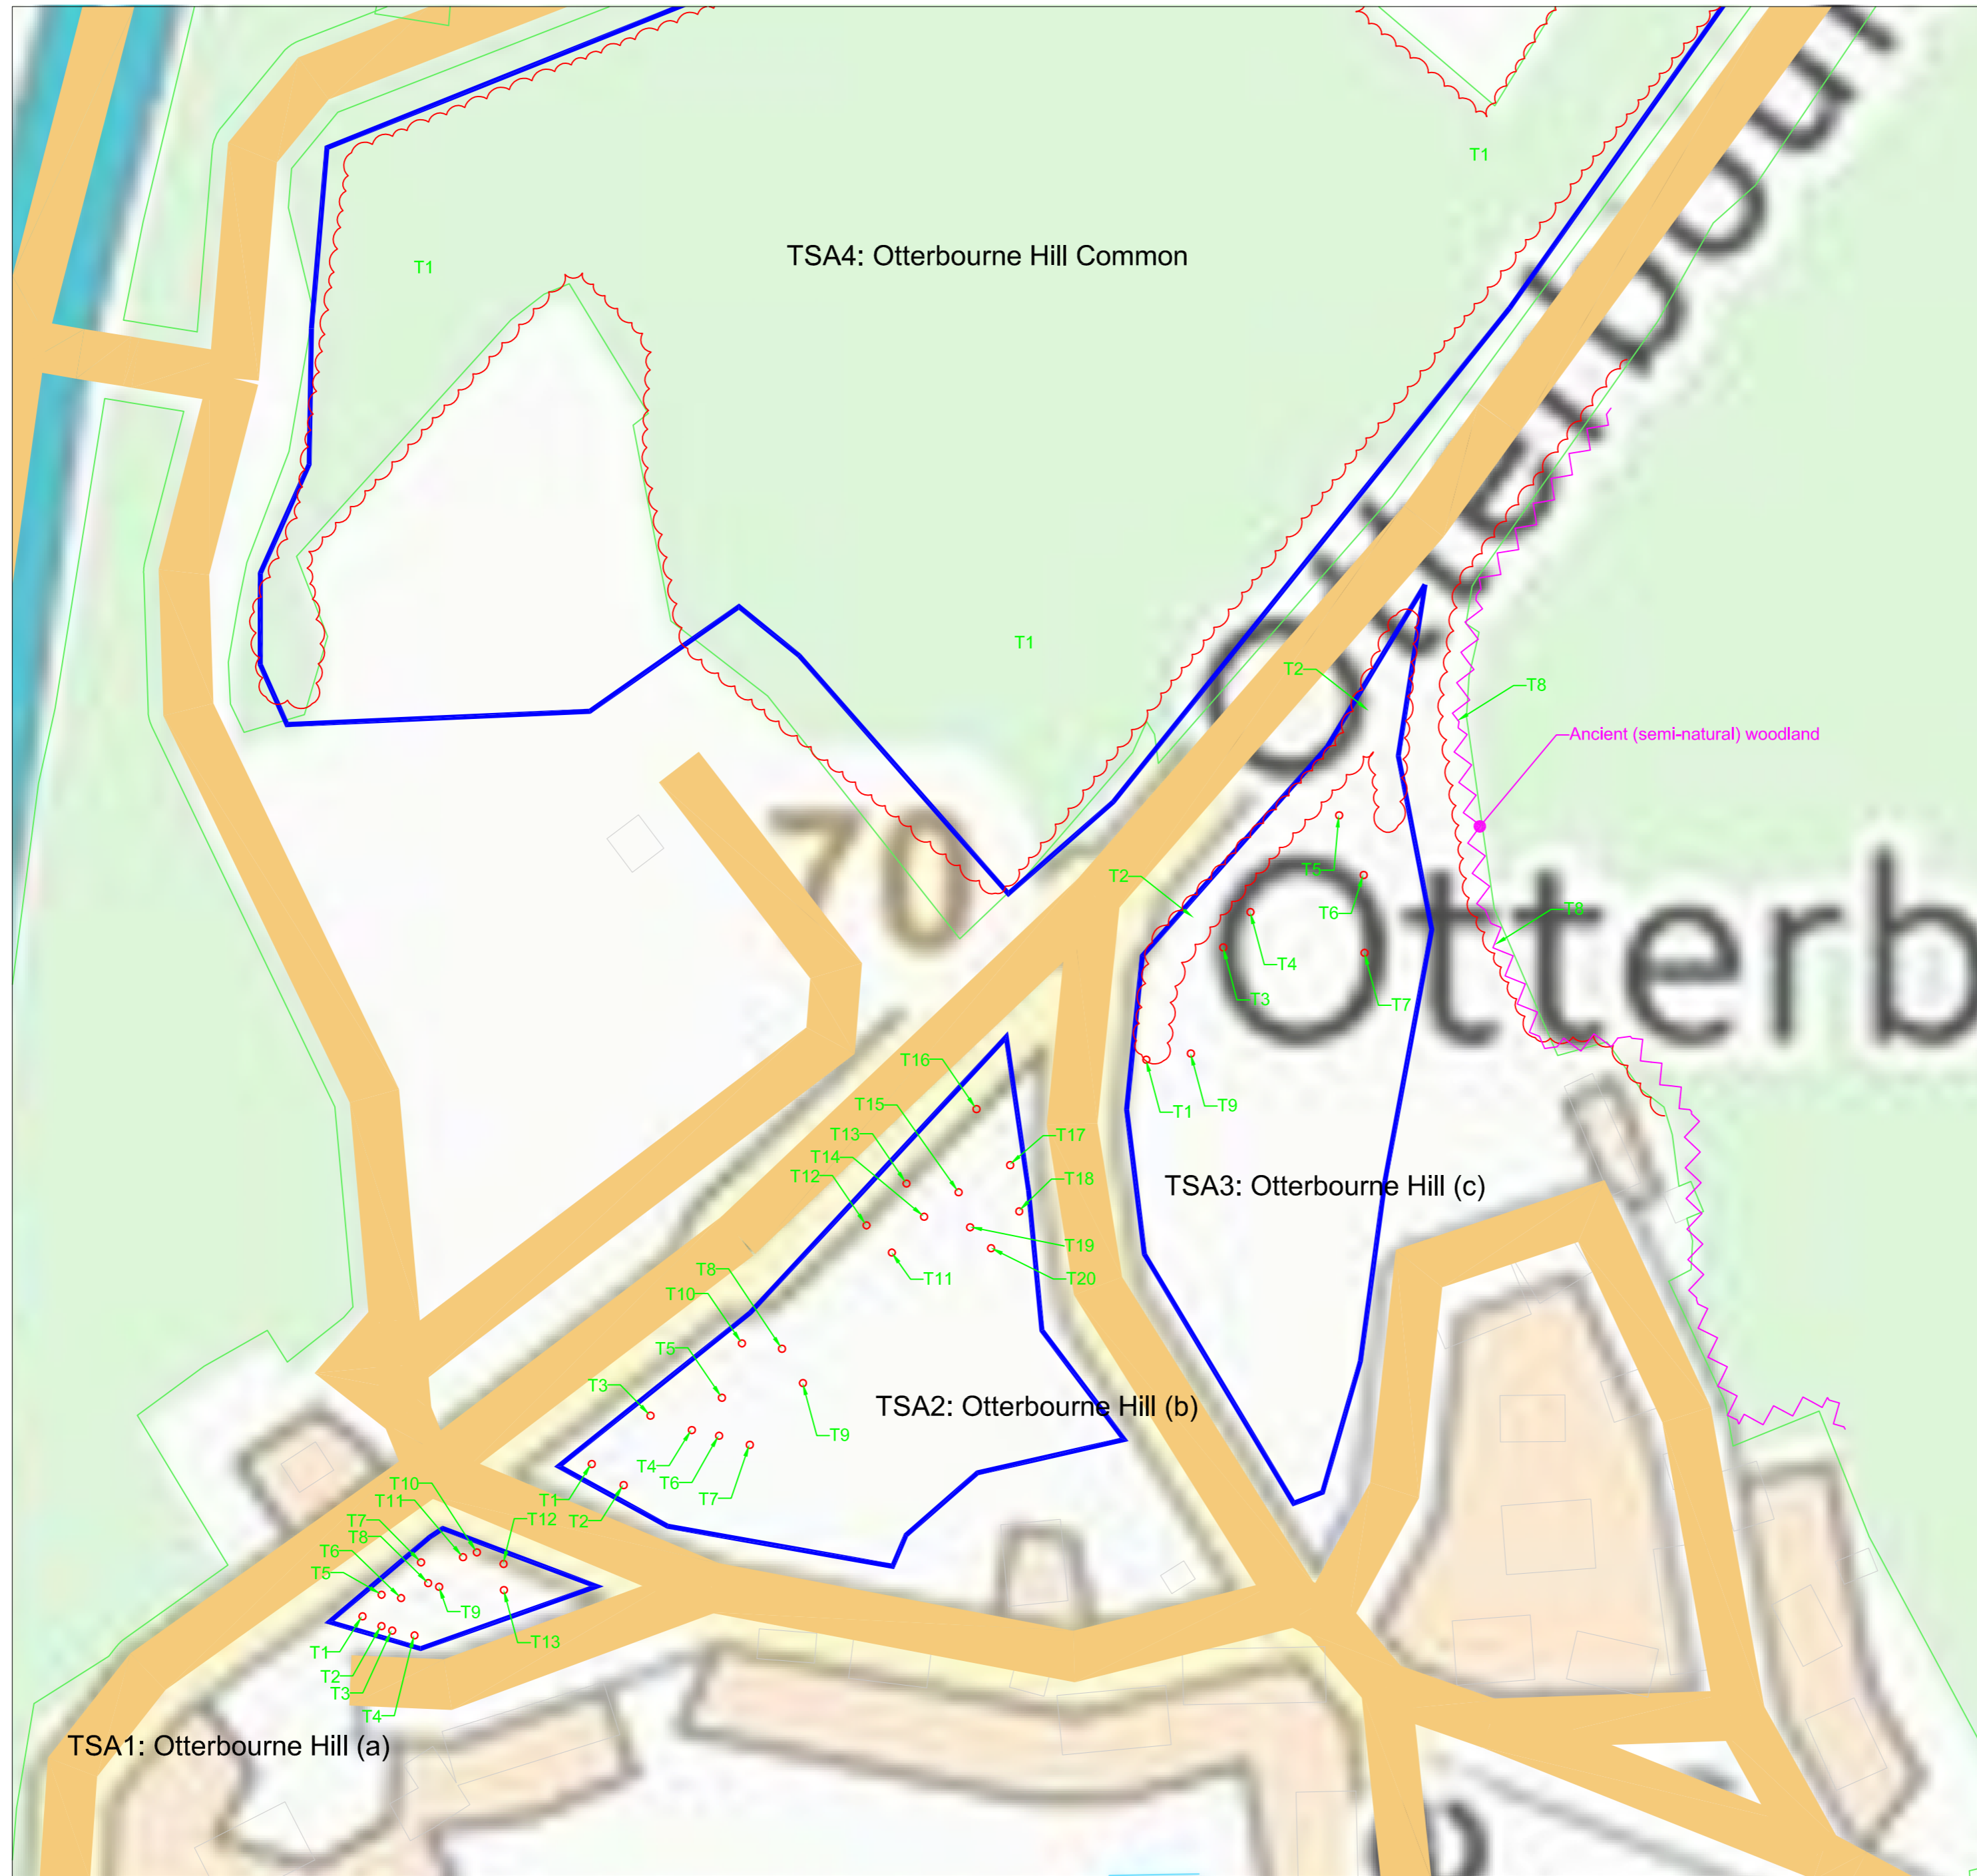 T1
T1
TSA4: Otterbourne Hill Common
T1
T2
T8
Ancient (semi-natural) woodland
70
Otterbour
T5
T2
T6
T8
Otterb
T4
T3
T7
T16
T15
T1
T9
T13
T17
T14
T12
T18
TSA3: Otterbourne Hill (c)
T19
T8
T11
T20
T10
T5
T3
TSA2: Otterbourne Hill (b)
T9
T4
T6
T10
T7
T1
T11
T2
T12
T7
T8
T6
T5
T9
T13
T1
T2
T3
T4
TSA1: Otterbourne Hill (a)